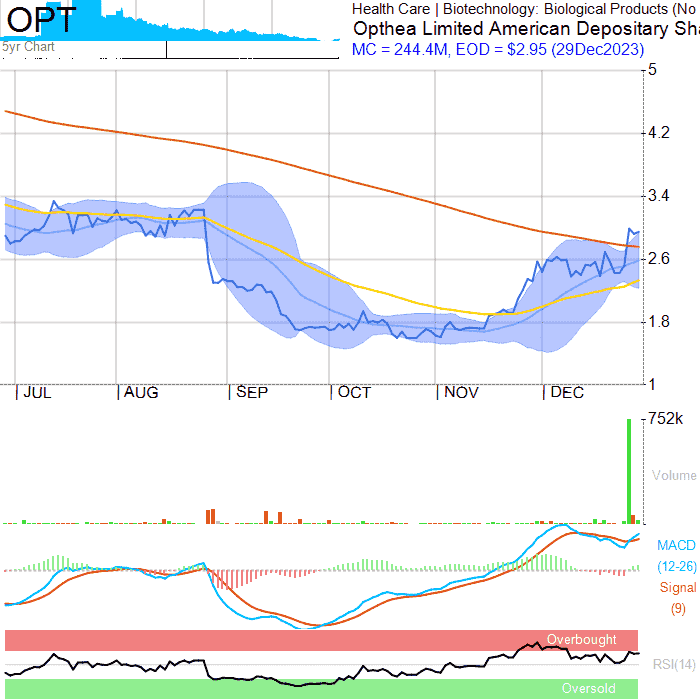 OPT
5yr Chart
Health Care | Biotechnology: Biological Products (No
Opthea Limited American Depositary Sha
MC = 244.4M, EOD = $2.95 (29Dec2023)
5
4.2
3.4
2.6
1.8
1
JUL AUG SEP OCT NOV DEC
752k
Volume
MACD
(12-26)
Signal
(9)
Overbought
RSI(14)
Oversold